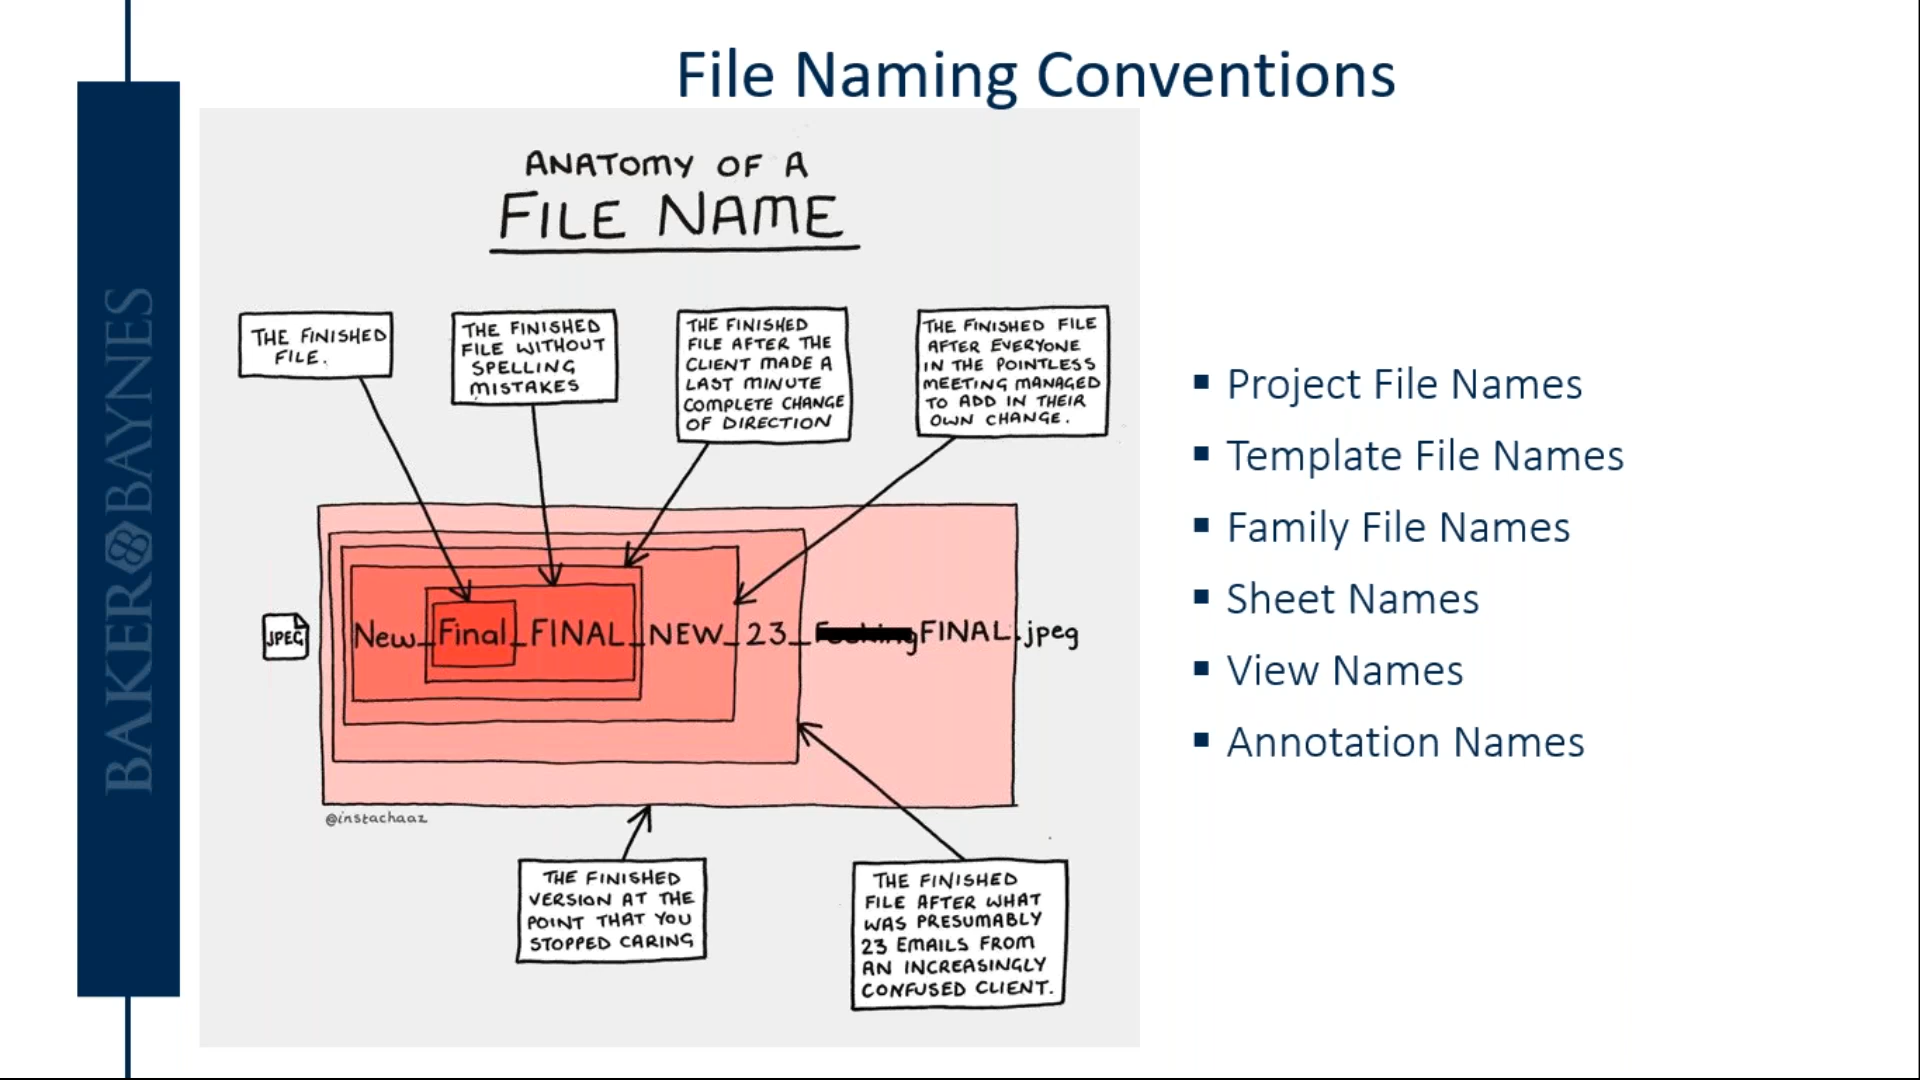 File Naming Conventions
BAKER BAYNES
ANATOMY OF A
FILE NAME
THE FINISHED
FILE.
THE FINISHED
FILE WITHOUT
SPELLING
MISTAKES
THE FINISHED
FILE AFTER THE
CLIENT MADE A
LAST MINUTE
COMPLETE CHANGE
OF DIRECTION
THE FINISHED FILE
AFTER EVERYONE
IN THE POINTLESS
MEETING MANAGED
TO ADD IN THEIR
OWN CHANGE.
JPEG
New_Final_FINAL_NEW_23_ FINAL.jpeg
@instachaaz
THE FINISHED
VERSION AT THE
POINT THAT YOU
STOPPED CARING
THE FINISHED
FILE AFTER WHAT
WAS PRESUMABLY
23 EMAILS FROM
AN INCREASINGLY
CONFUSED CLIENT.
▪ Project File Names
▪ Template File Names
▪ Family File Names
▪ Sheet Names
▪ View Names
▪ Annotation Names